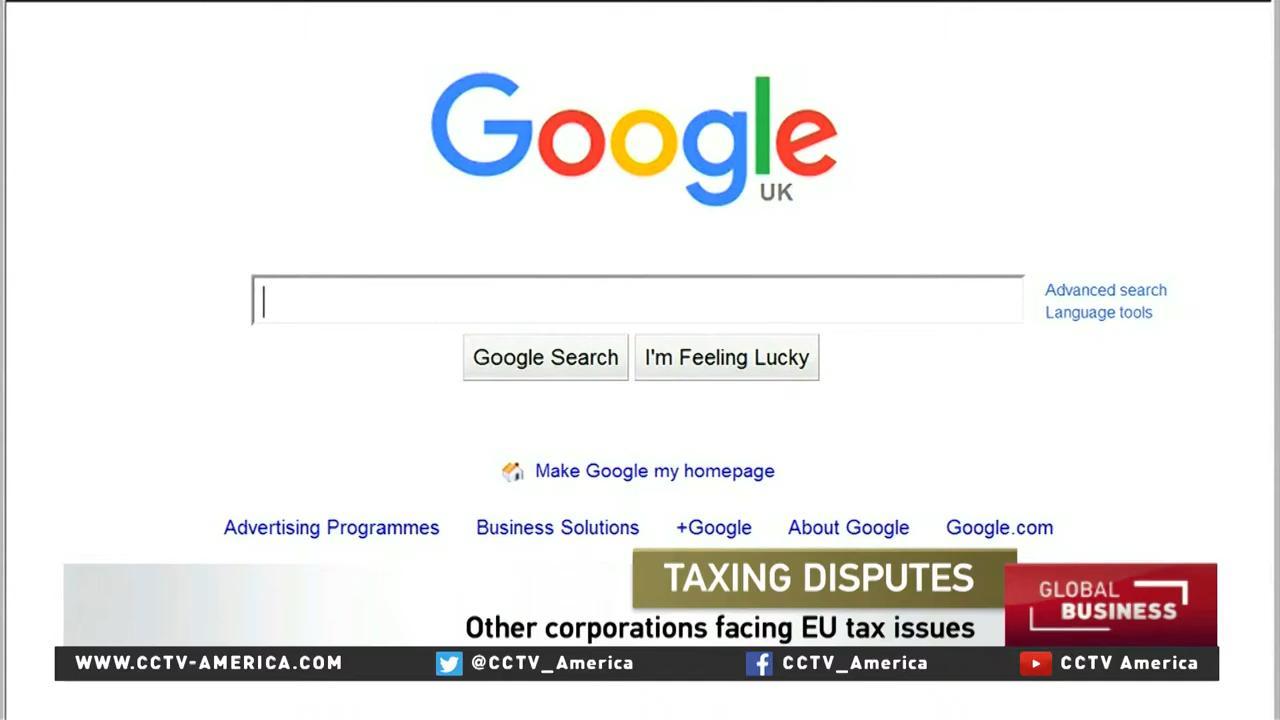 Google
UK
Advanced search
Language tools
Google Search
I'm Feeling Lucky
Make Google my homepage
Advertising Programmes
Business Solutions
+Google
About Google
Google.com
TAXING DISPUTES
Other corporations facing EU tax issues
GLOBAL
BUSINESS
WWW.CCTV-AMERICA.COM
@CCTV_America
CCTV_America
CCTV America